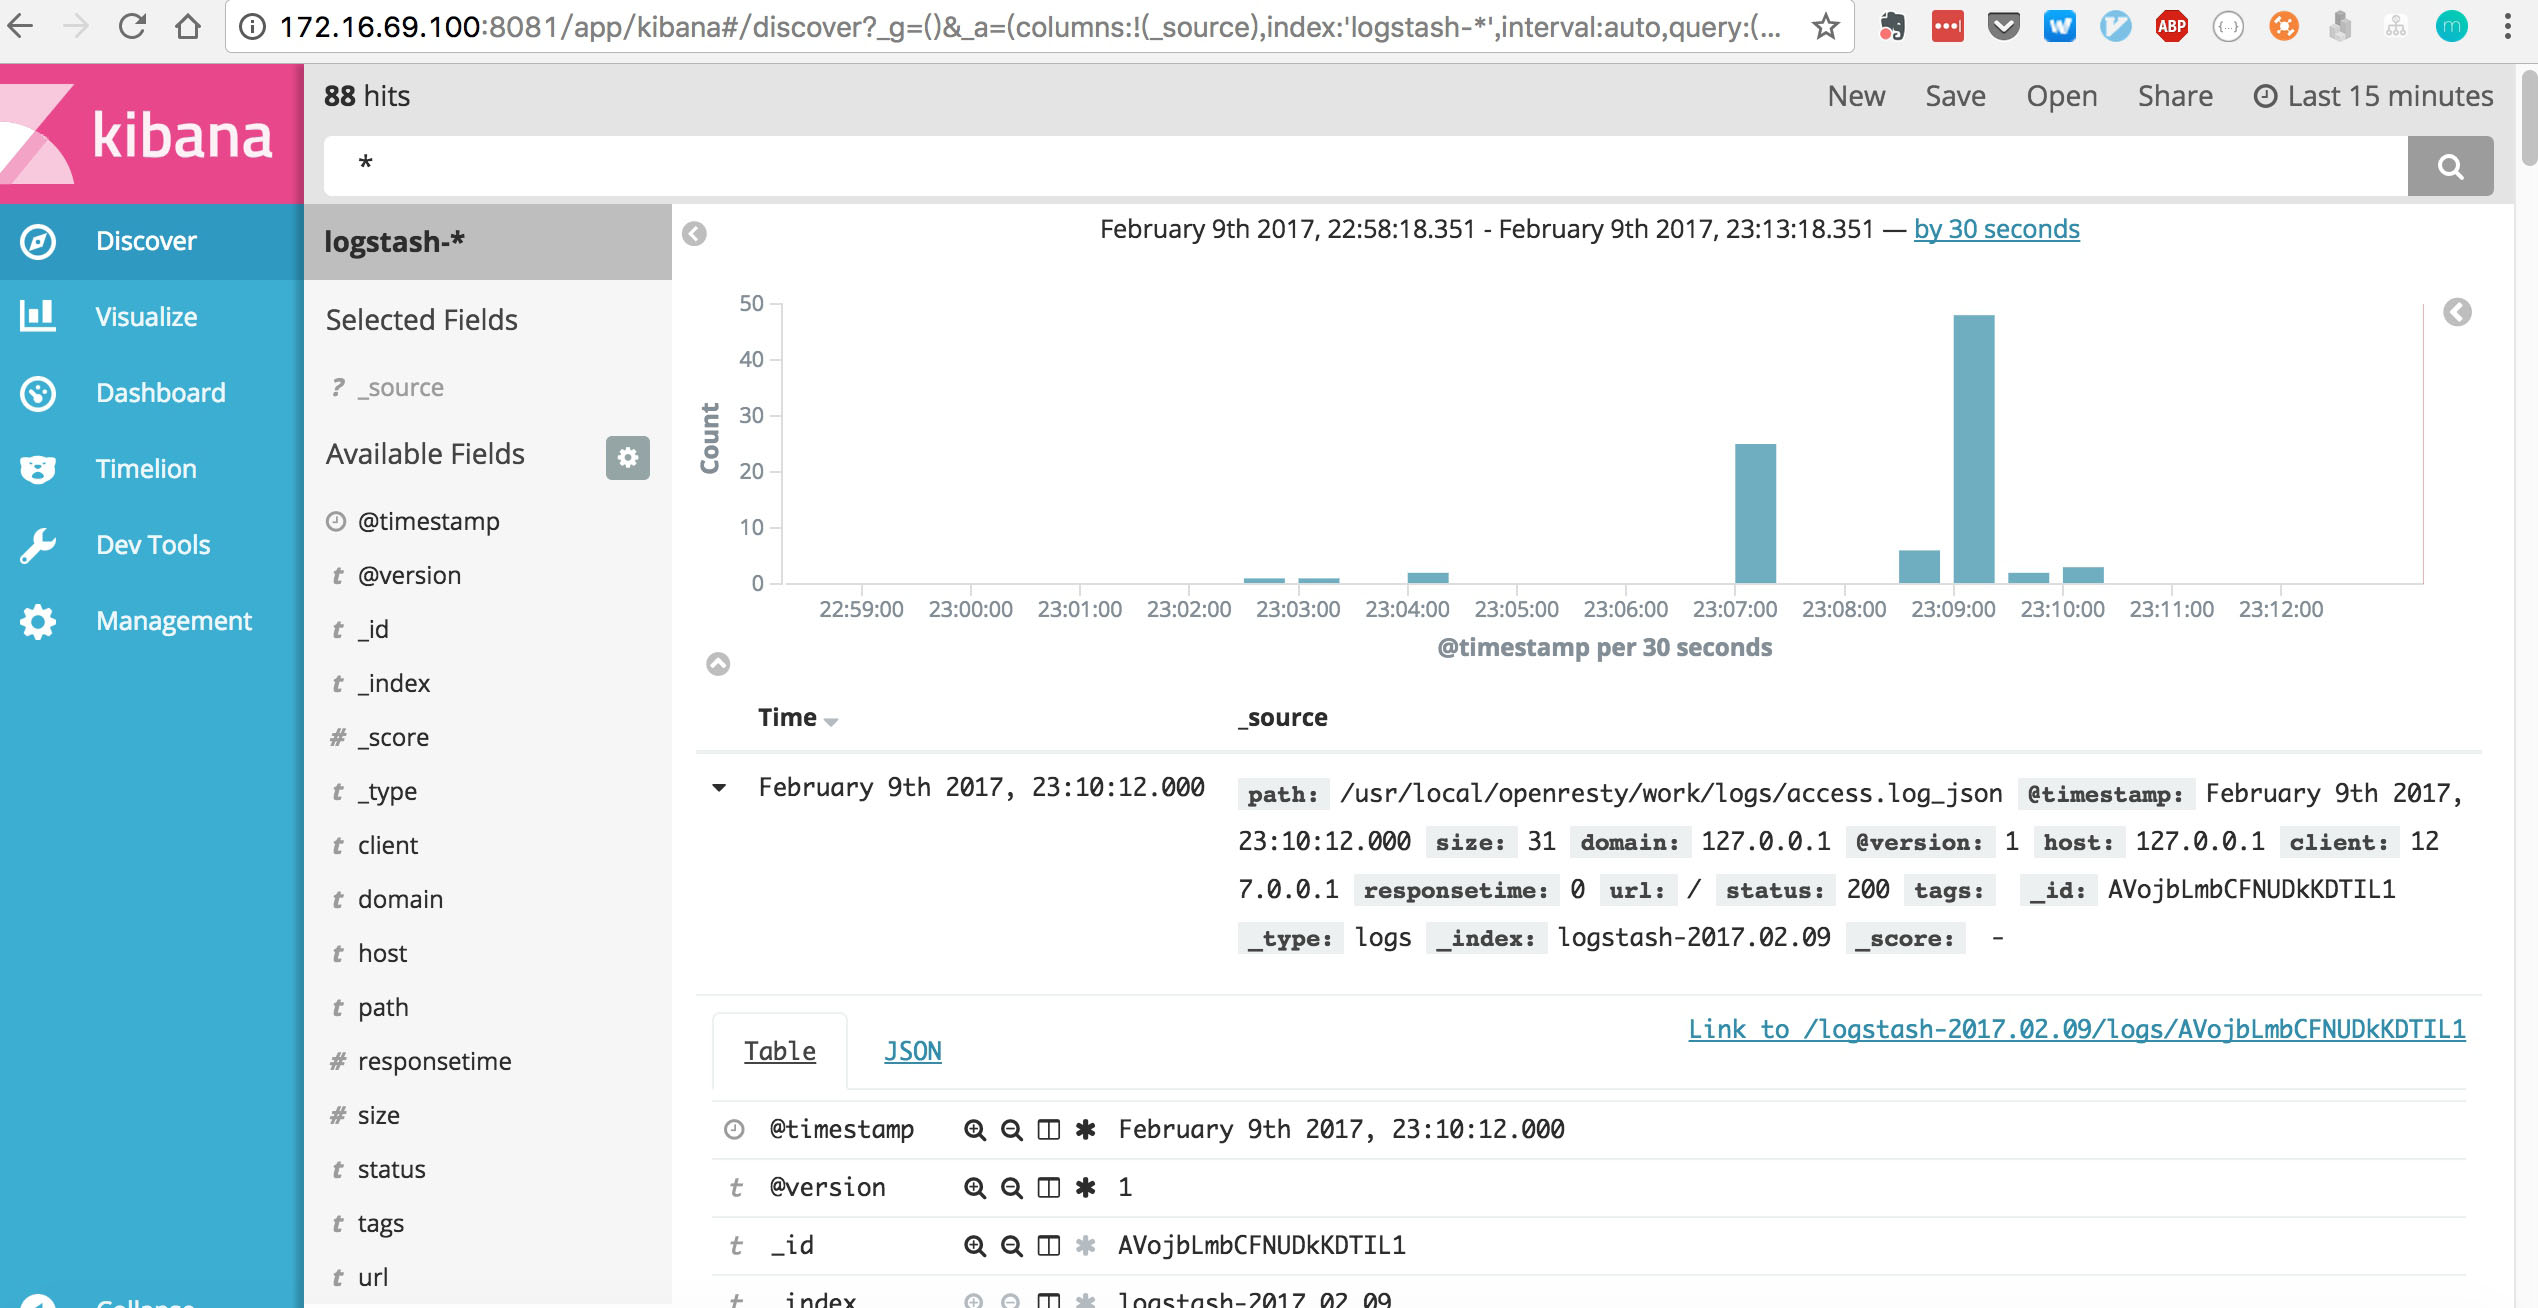 172.16.69.100:8081/app/kibana#/discover?_g=()&_a=(columns:!(_source),index:'logstash-*',interval:auto,query:(...
ABP
m
kibana
88 hits
New Save Open Share Last 15 minutes
*
Discover
Visualize
Dashboard
Timelion
Dev Tools
Management
logstash-*
Selected Fields
? _source
Available Fields
@timestamp
t @version
t _id
t _index
# _score
t _type
t client
t domain
t host
t path
# responsetime
# size
t status
t tags
t url
February 9th 2017, 22:58:18.351 - February 9th 2017, 23:13:18.351 — by 30 seconds
Count
50
40
30
20
10
0
22:59:00 23:00:00 23:01:00 23:02:00 23:03:00 23:04:00 23:05:00 23:06:00 23:07:00 23:08:00 23:09:00 23:10:00 23:11:00 23:12:00
@timestamp per 30 seconds
Time _source
February 9th 2017, 23:10:12.000
path: /usr/local/openresty/work/logs/access.log_json @timestamp: February 9th 2017,
23:10:12.000 size: 31 domain: 127.0.0.1 @version: 1 host: 127.0.0.1 client: 12
7.0.0.1 responsetime: 0 url: / status: 200 tags: _id: AVojbLmbCFNUDkKDTIL1
_type: logs _index: logstash-2017.02.09 _score: -
Table JSON
Link to /logstash-2017.02.09/logs/AVojbLmbCFNUDkKDTIL1
@timestamp February 9th 2017, 23:10:12.000
t @version 1
t _id AVojbLmbCFNUDkKDTIL1
t _index logstash-2017.02.09
Collapse